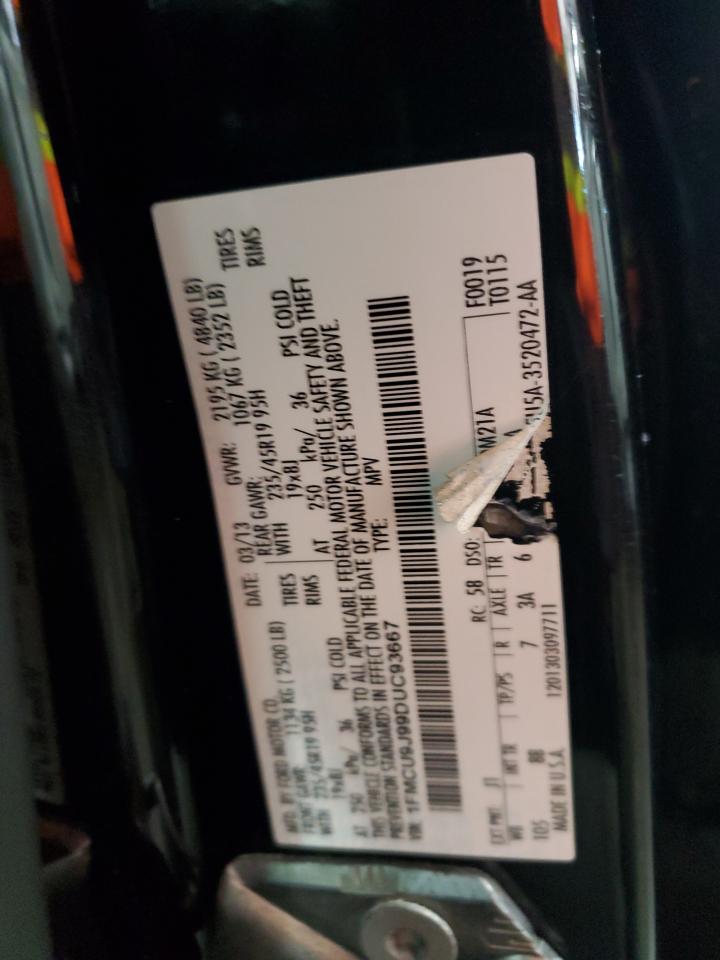 MFD. BY FORD MOTOR CO. DATE: 03/13 GVWR: 2195 KG ( 4840 LB)
FRONT GAWR: 1134 KG ( 2500 LB) REAR GAWR: 1067 KG ( 2352 LB)
WITH 235/45R19 95H TIRES WITH 235/45R19 95H TIRES
19x8J RIMS 19x8J RIMS
AT 250 kPa/ 36 PSI COLD AT 250 kPa/ 36 PSI COLD
THIS VEHICLE CONFORMS TO ALL APPLICABLE FEDERAL MOTOR VEHICLE SAFETY AND THEFT
PREVENTION STANDARDS IN EFFECT ON THE DATE OF MANUFACTURE SHOWN ABOVE.
VIN: 1FMCU9J99DUC93667 TYPE: MPV
EXT PNT: J1 RC: 58 DSO: F0019
WB INT TR TP/PS R AXLE TR M21A T0115
105 8B 7 3A 6
MADE IN U.S.A. 1201303097711 U5A-3520472-AA